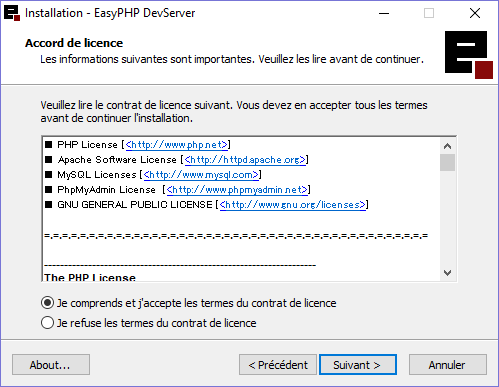 Installation - EasyPHP DevServer
Accord de licence
Les informations suivantes sont importantes. Veuillez les lire avant de continuer.
Veuillez lire le contrat de licence suivant. Vous devez en accepter tous les termes
avant de continuer l'installation.
■ PHP License [<http://www.php.net>]
■ Apache Software License [<http://httpd.apache.org>]
■ MySQL Licenses [<http://www.mysql.com>]
■ PhpMyAdmin License [<http://www.phpmyadmin.net>]
■ GNU GENERAL PUBLIC LICENSE [<http://www.gnu.org/licenses>]
=-=-=-=-=-=-=-=-=-=-=-=-=-=-=-=-=-=-=-=-=-=-=-=-=-=-=-=-=-=-=-=-=-=-=-=-=-=-=
--------------------------------------------------------------------
The PHP License
Je comprends et j'accepte les termes du contrat de licence
Je refuse les termes du contrat de licence
About...
< Précédent
Suivant >
Annuler